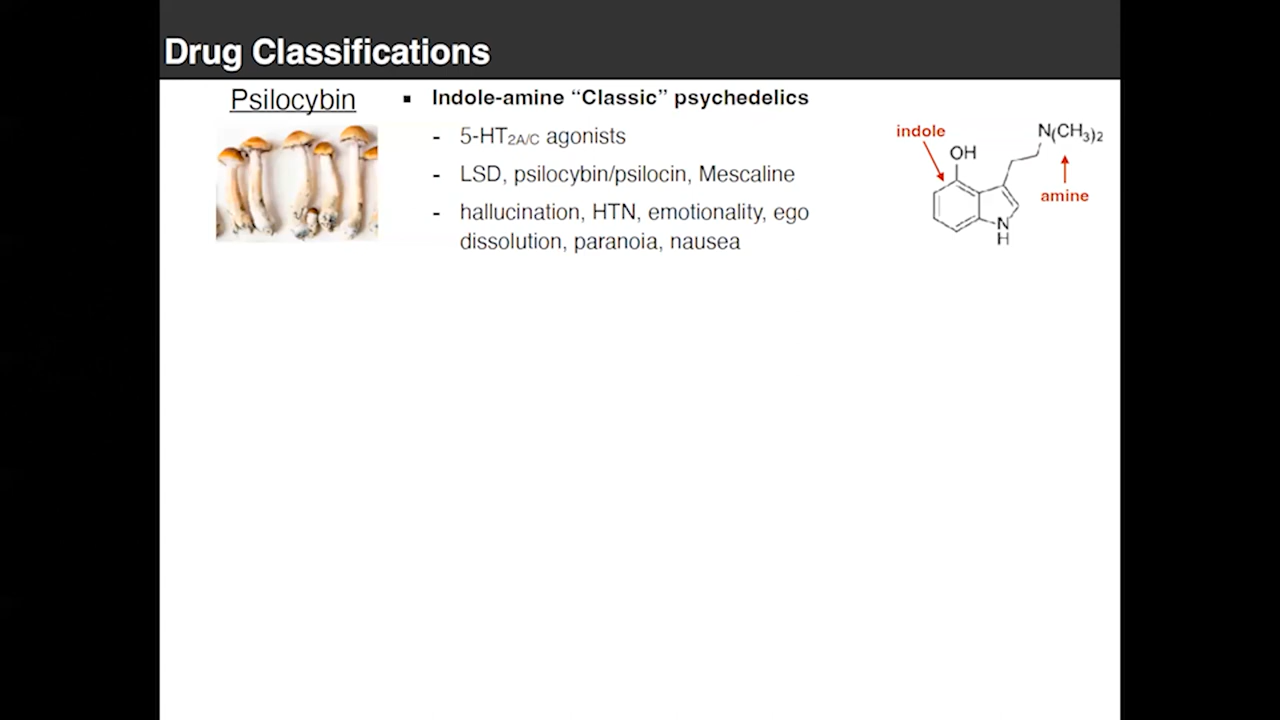 Drug Classifications
Psilocybin
▪ Indole-amine “Classic” psychedelics
- 5-HT2A/C agonists
- LSD, psilocybin/psilocin, Mescaline
- hallucination, HTN, emotionality, ego
dissolution, paranoia, nausea
indole
OH
N(CH3)2
amine
N
H